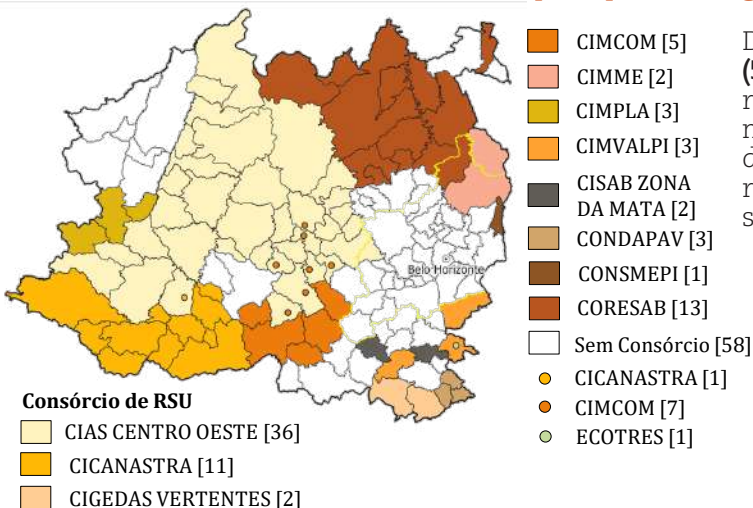 Belo Horizonte
Consórcio de RSU
CIAS CENTRO OESTE [36]
CICANASTRA [11]
CIGEDAS VERTENTES [2]
CIMCOM [5]
CIMME [2]
CIMPLA [3]
CIMVALPI [3]
CISAB ZONA
DA MATA [2]
CONDAPAV [3]
CONSMEPI [1]
CORESAB [13]
Sem Consórcio [58]
CICANASTRA [1]
CIMCOM [7]
ECOTRES [1]